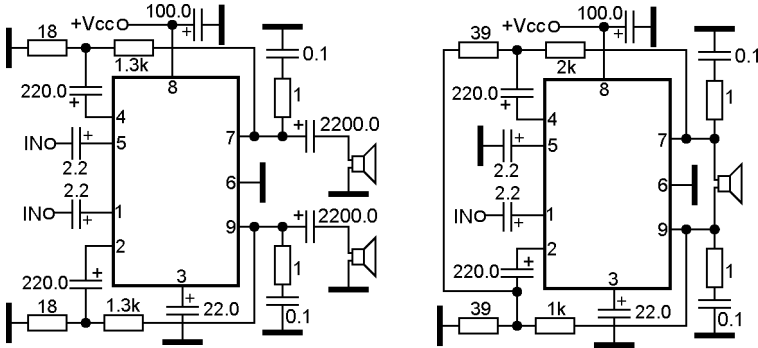 +Vcc 100.0 +
18 1.3k 0.1
8
220.0 + 1
4 + 2200.0
IN + 5 7
2.2
6
2.2
IN + 1 9 + 2200.0
2
220.0 + 1
3
+ 22.0
18 1.3k 0.1
+Vcc 100.0 +
39 2k 0.1
8
220.0 + 1
4
+ 5 7
2.2
6
2.2
IN + 1 9
2
220.0 + 1
3
+ 22.0
39 1k 0.1